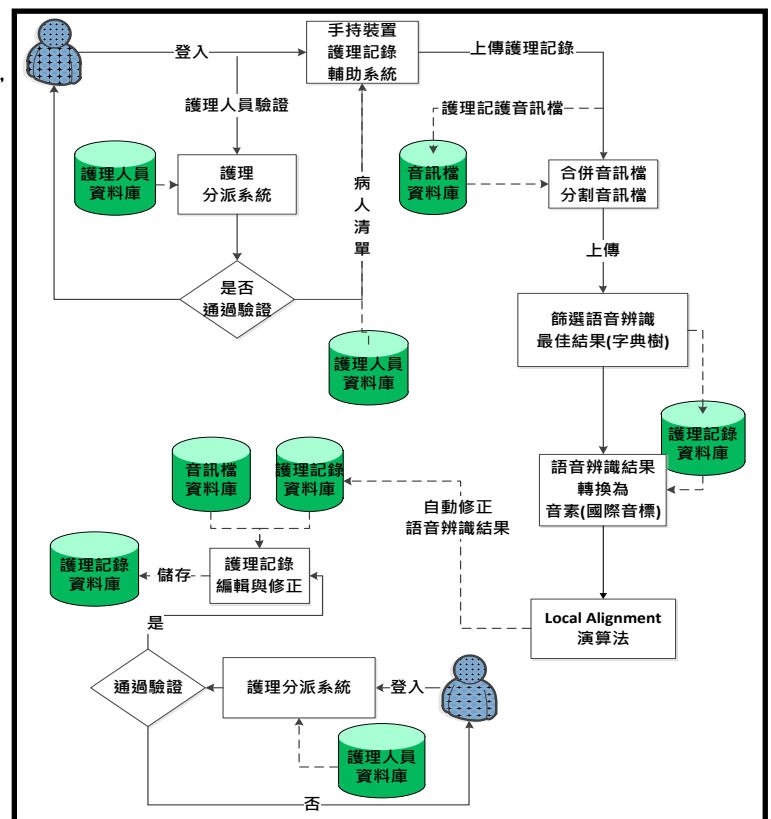 ,
登入
手持裝置
護理記錄
輔助系統
上傳護理記錄
護理人員驗證
護理記護音訊檔
護理人員
資料庫
護理
分派系統
病
人
清
單
音訊檔
資料庫
合併音訊檔
分割音訊檔
上傳
是否
通過驗證
篩選語音辨識
最佳結果(字典樹)
護理人員
資料庫
護理記錄
資料庫
音訊檔
資料庫
護理記錄
資料庫
語音辨識結果
轉換為
音素(國際音標)
自動修正
語音辨識結果
護理記錄
資料庫
儲存
護理記錄
編輯與修正
Local Alignment
演算法
是
通過驗證
護理分派系統
登入
護理人員
資料庫
否